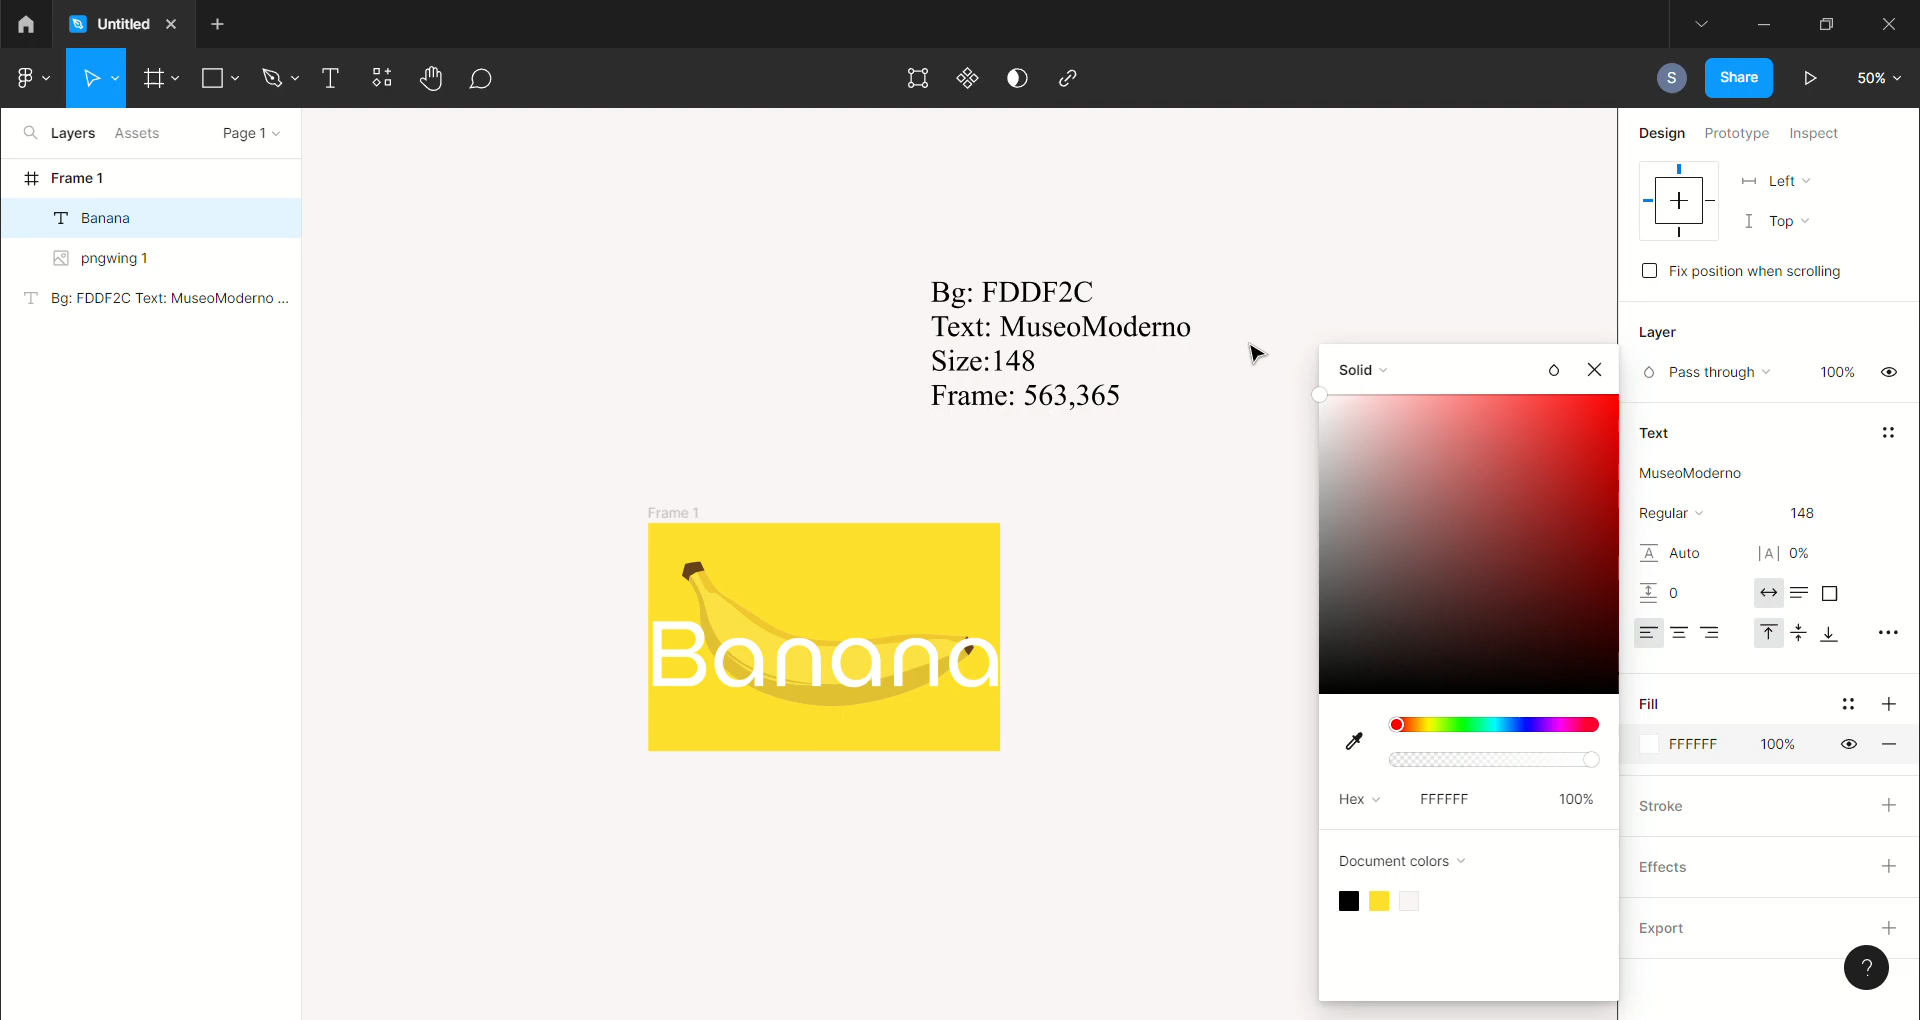 Untitled
S
Share
50%
Layers
Assets
Page 1
Frame 1
Banana
pngwing 1
Bg: FDDF2C Text: MuseoModerno ...
Bg: FDDF2C
Text: MuseoModerno
Size:148
Frame: 563,365
Frame 1
Banana
Solid
Hex
FFFFFF
100%
Document colors
Design
Prototype
Inspect
Left
Top
Fix position when scrolling
Layer
Pass through
100%
Text
MuseoModerno
Regular
148
A
Auto
|A|
0%
0
Fill
FFFFFF
100%
Stroke
Effects
Export
?